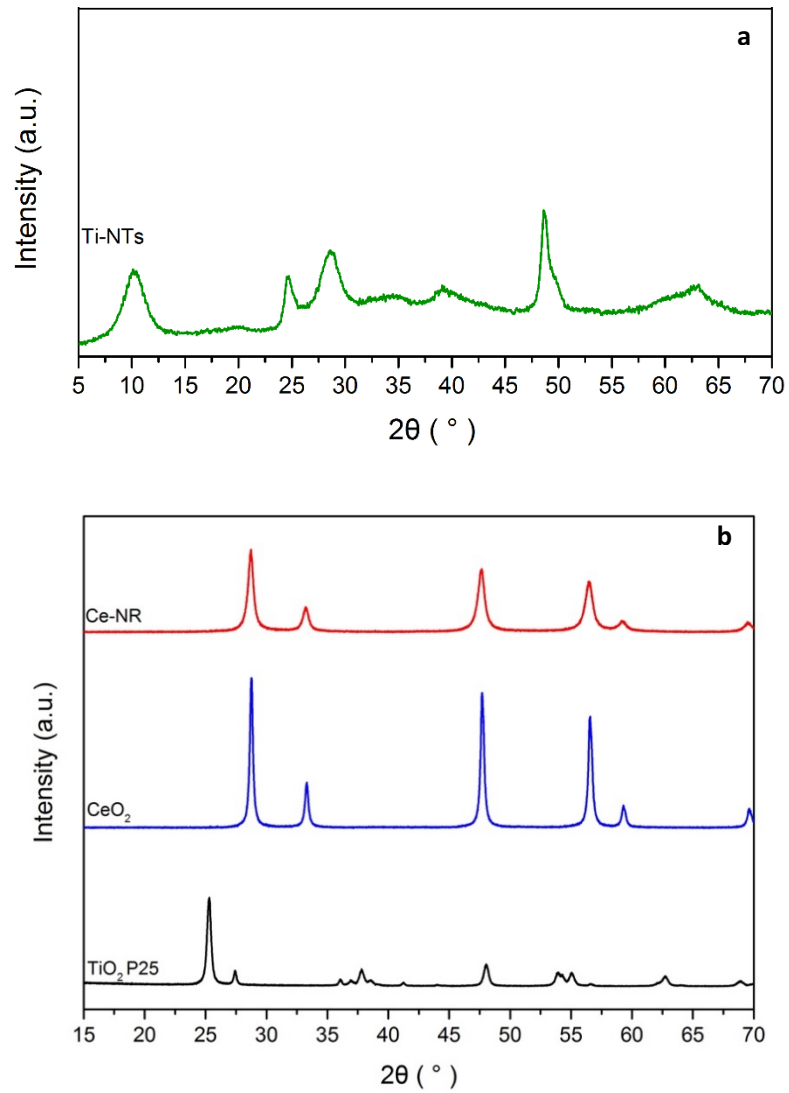 a
Intensity (a.u.)
Ti-NTs
5 10 15 20 25 30 35 40 45 50 55 60 65 70
2θ ( ° )
b
Intensity (a.u.)
Ce-NR
CeO₂
TiO₂ P25
15 20 25 30 35 40 45 50 55 60 65 70
2θ ( ° )